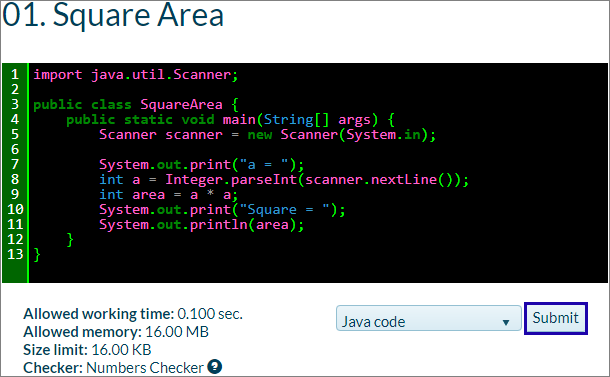 01. Square Area
1 import java.util.Scanner;
2
3 public class SquareArea {
4     public static void main(String[] args) {
5         Scanner scanner = new Scanner(System.in);
6
7         System.out.print("a = ");
8         int a = Integer.parseInt(scanner.nextLine());
9         int area = a * a;
10         System.out.print("Square = ");
11         System.out.println(area);
12     }
13 }
Allowed working time: 0.100 sec.
Allowed memory: 16.00 MB
Size limit: 16.00 KB
Checker: Numbers Checker ?
Java code
Submit